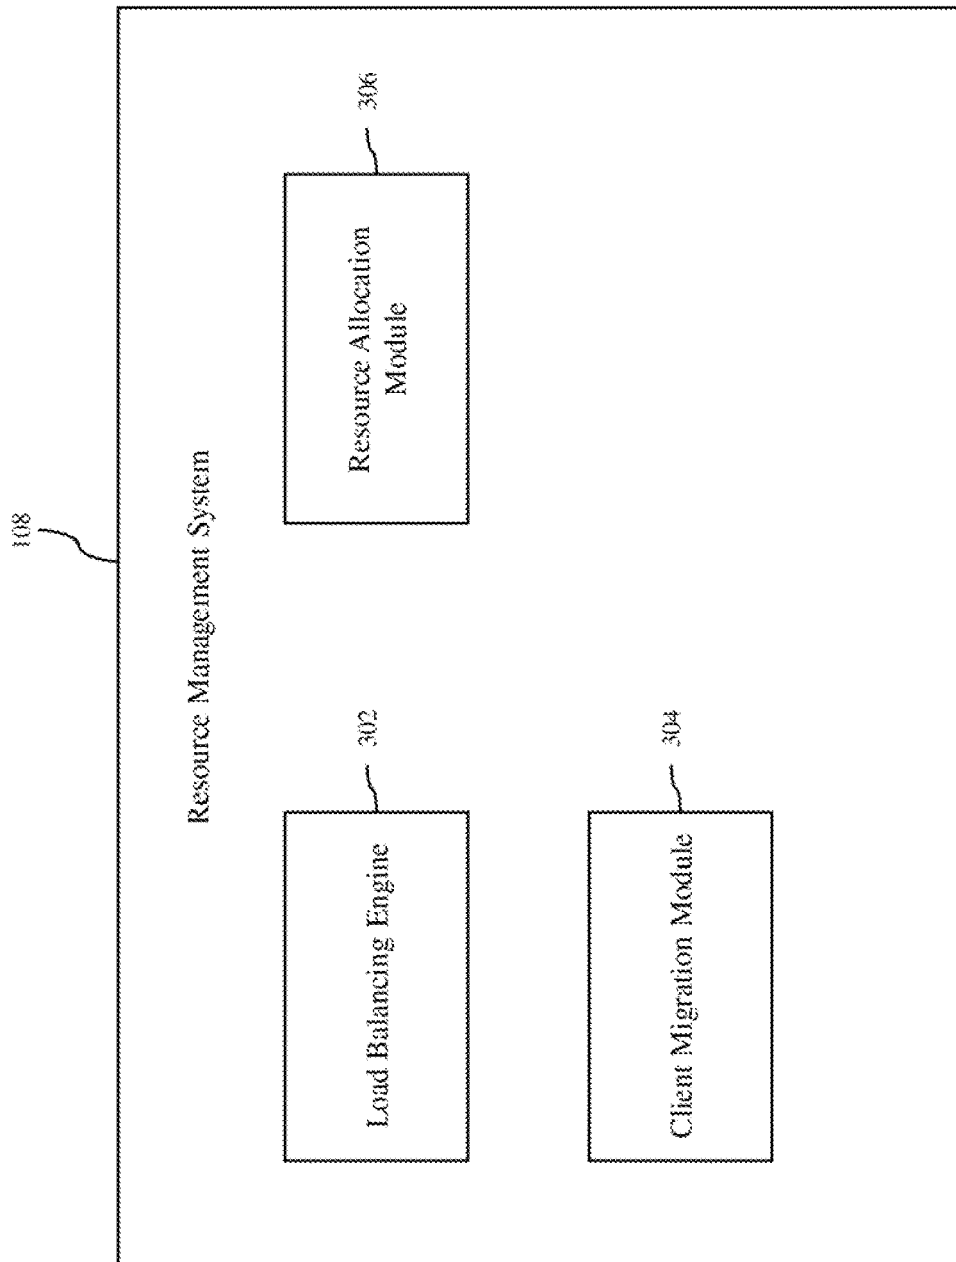 108
Resource Management System
302
Load Balancing Engine
306
Resource Allocation
Module
304
Client Migration Module